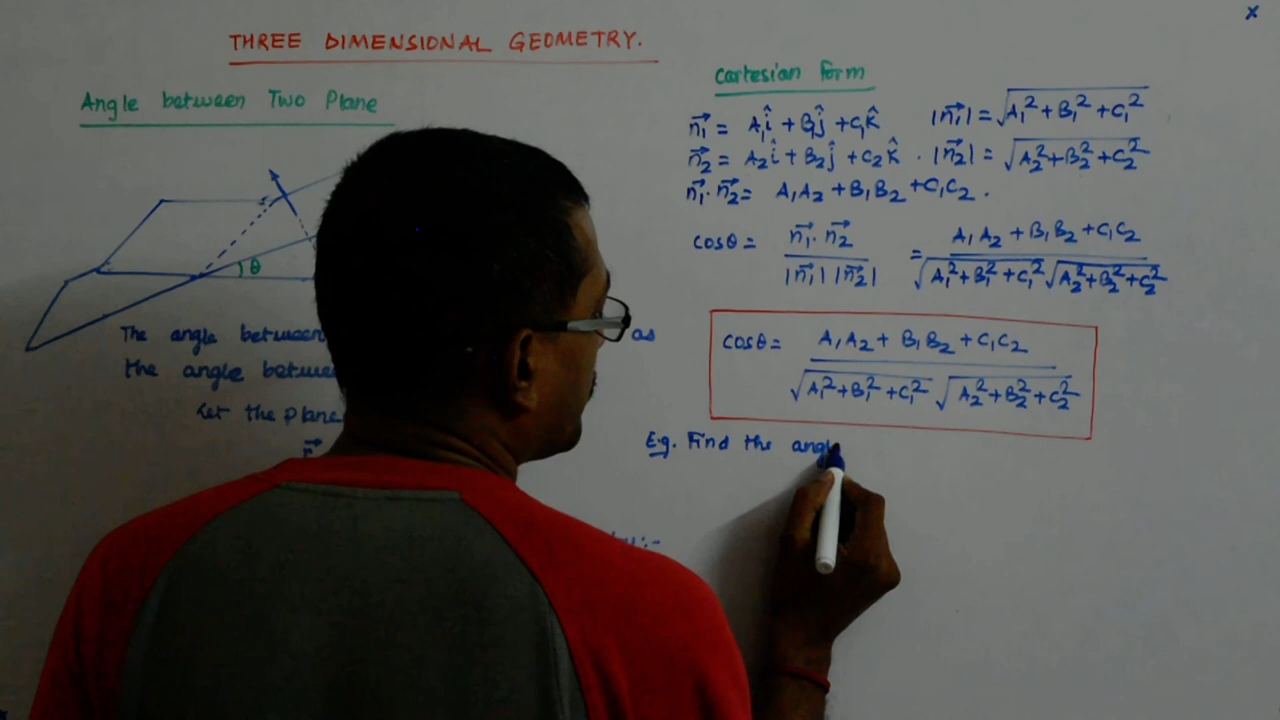 x
THREE DIMENSIONAL GEOMETRY.
Angle between Two Plane
θ
The angle between as
the angle
Let the plane
r⃗
:-
Cartesian Form
n₁⃗ = A₁î + B₁ĵ + C₁k̂ |n₁⃗| = √(A₁² + B₁² + C₁²)
n₂⃗ = A₂î + B₂ĵ + C₂k̂ . |n₂⃗| = √(A₂² + B₂² + C₂²)
n₁⃗ . n₂⃗ = A₁A₂ + B₁B₂ + C₁C₂ .
cosθ = n₁⃗ . n₂⃗ / |n₁⃗| |n₂⃗| = A₁A₂ + B₁B₂ + C₁C₂ / √(A₁² + B₁² + C₁²) √(A₂² + B₂² + C₂²)
cosθ = A₁A₂ + B₁B₂ + C₁C₂ / √(A₁² + B₁² + C₁²) √(A₂² + B₂² + C₂²)
E.g. Find the angl